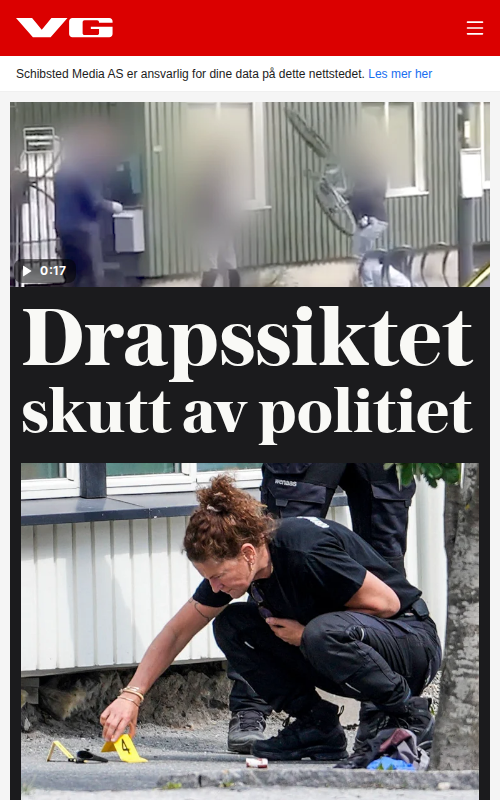 VG
Schibsted Media AS er ansvarlig for dine data på dette nettstedet. Les mer her
0:17
Drapssiktet
skutt av politiet
wenaas
4